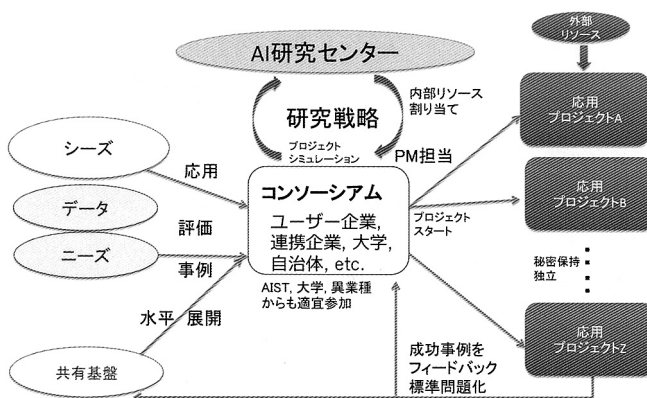 AI研究センター
外部
リソース
研究戦略
内部リソース
割り当て
プロジェクト
シミュレーション
PM担当
応用
プロジェクトA
シーズ
応用
データ
評価
ニーズ
事例
コンソーシアム
ユーザー企業,
連携企業, 大学,
自治体, etc.
AIST, 大学, 異業種
からも適宜参加
プロジェクト
スタート
応用
プロジェクトB
秘密保持
独立
水平 展開
共有基盤
成功事例を
フィードバック
標準問題化
応用
プロジェクトZ